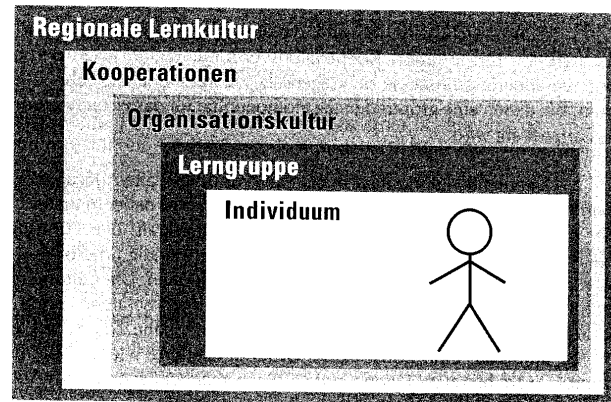 Regionale Lernkultur
Kooperationen
Organisationskultur
Lerngruppe
Individuum